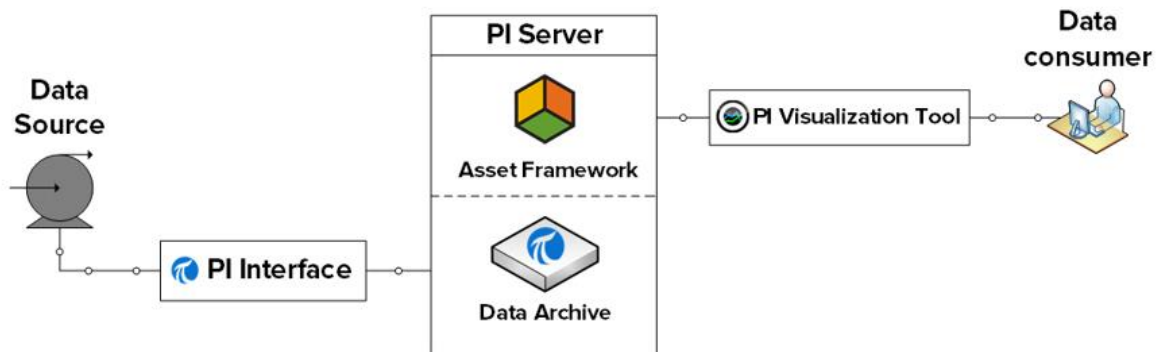 Data
Source
PI Interface
PI Server
Asset Framework
Data Archive
PI Visualization Tool
Data
consumer